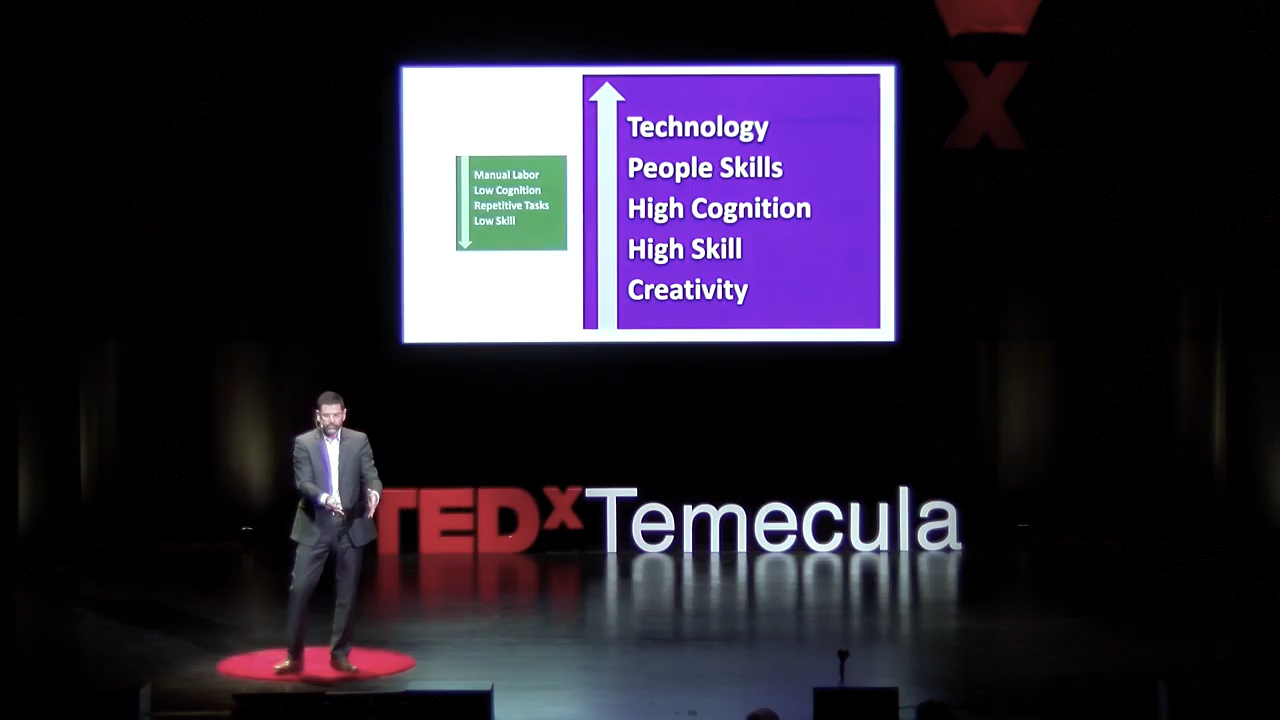 x
Manual Labor
Low Cognition
Repetitive Tasks
Low Skill
Technology
People Skills
High Cognition
High Skill
Creativity
TEDxTemecula